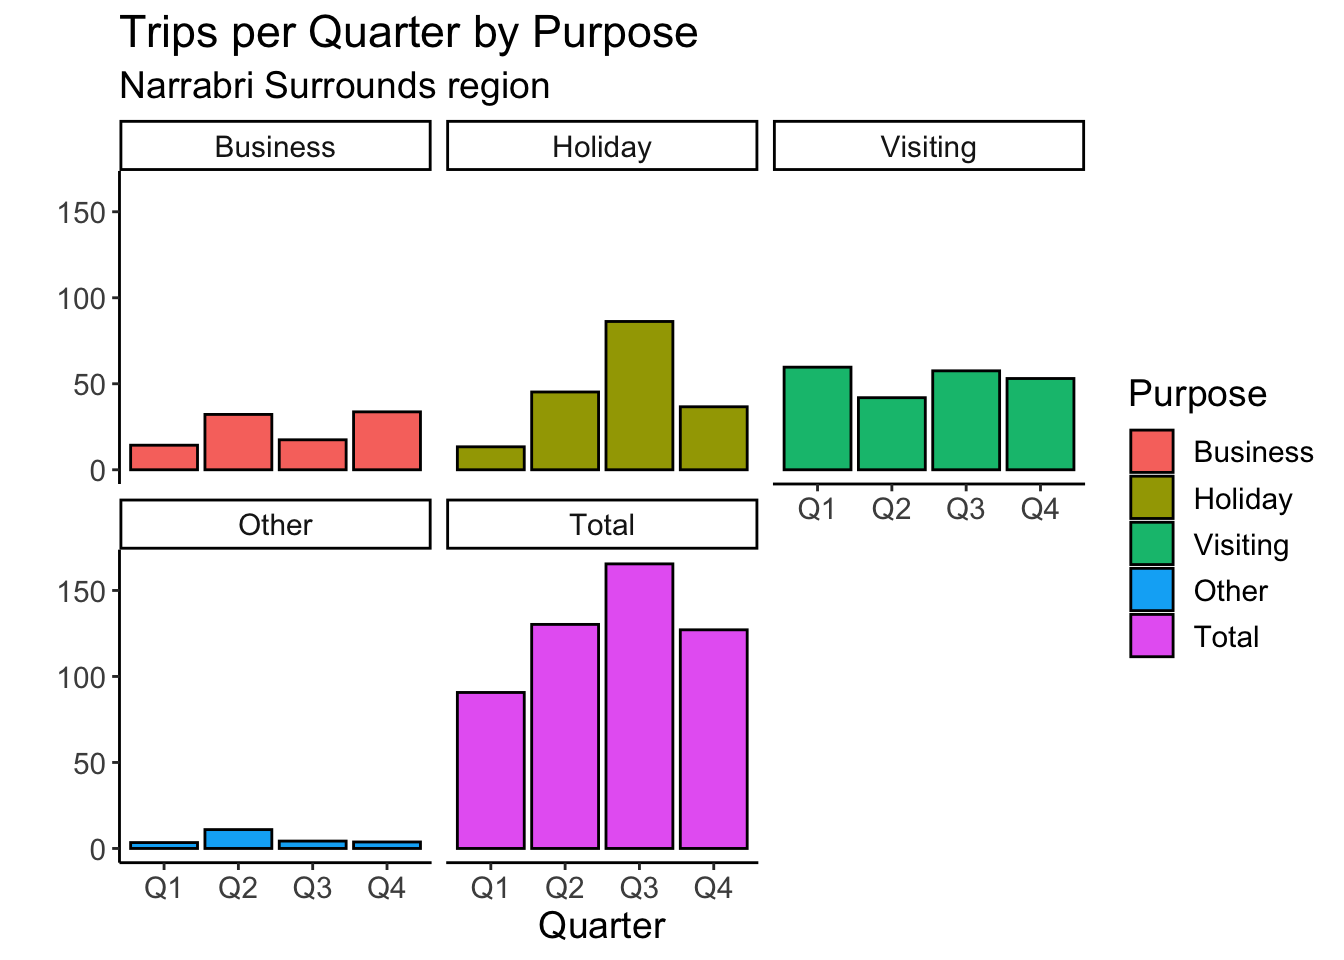 Trips per Quarter by Purpose
Narrabri Surrounds region
Business
Holiday
Visiting
150
100
50
0
Q1 Q2 Q3 Q4
Other
Total
150
100
50
0
Q1 Q2 Q3 Q4
Q1 Q2 Q3 Q4
Quarter
Purpose
Business
Holiday
Visiting
Other
Total